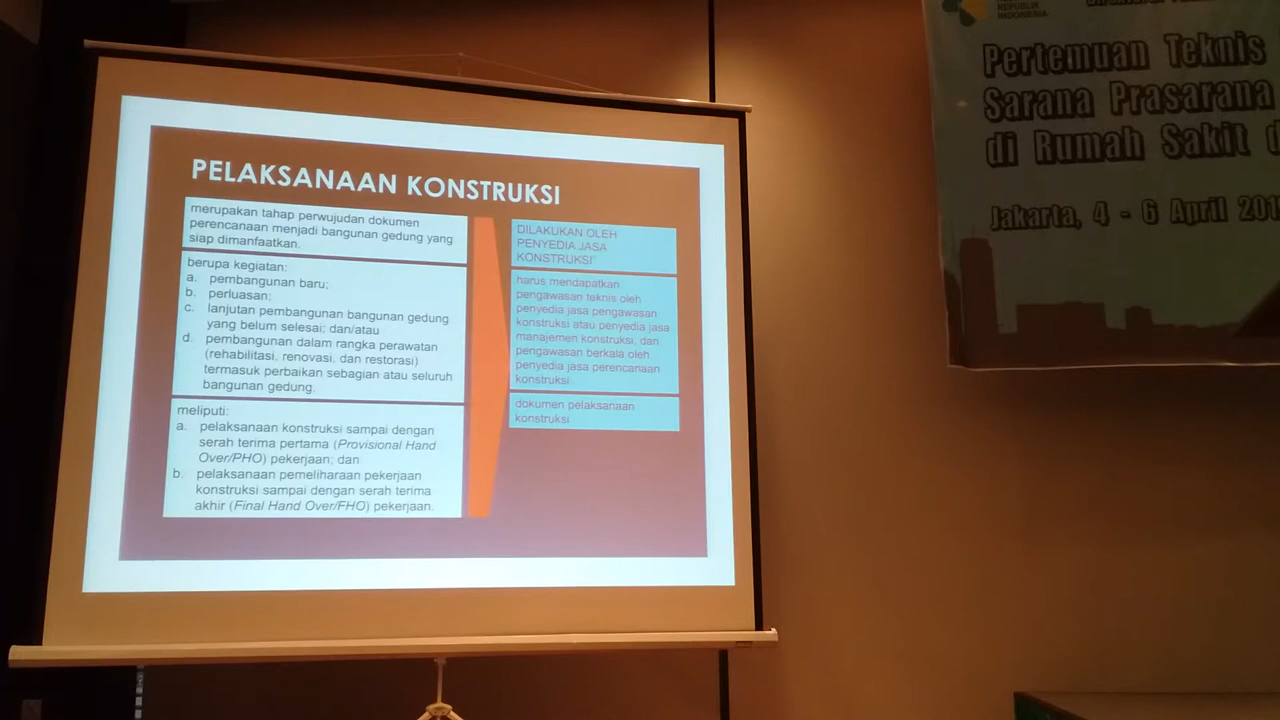 PELAKSANAAN KONSTRUKSI
merupakan tahap perwujudan dokumen
perencanaan menjadi bangunan gedung yang
siap dimanfaatkan.
berupa kegiatan:
a. pembangunan baru;
b. perluasan;
c. lanjutan pembangunan bangunan gedung
yang belum selesai; dan/atau
d. pembangunan dalam rangka perawatan
(rehabilitasi, renovasi, dan restorasi)
termasuk perbaikan sebagian atau seluruh
bangunan gedung.
meliputi:
a. pelaksanaan konstruksi sampai dengan
serah terima pertama (Provisional Hand
Over/PHO) pekerjaan; dan
b. pelaksanaan pemeliharaan pekerjaan
konstruksi sampai dengan serah terima
akhir (Final Hand Over/FHO) pekerjaan.
DILAKUKAN OLEH
PENYEDIA JASA
KONSTRUKSI
harus mendapatkan
pengawasan teknis oleh
penyedia jasa pengawasan
konstruksi atau penyedia jasa
manajemen konstruksi, dan
pengawasan berkala oleh
penyedia jasa perencanaan
konstruksi.
dokumen pelaksanaan
konstruksi
REPUBLIK
INDONESIA
Pertemuan Teknis
Sarana Prasarana,
di Rumah Sakit
Jakarta, 4 - 6 April 201